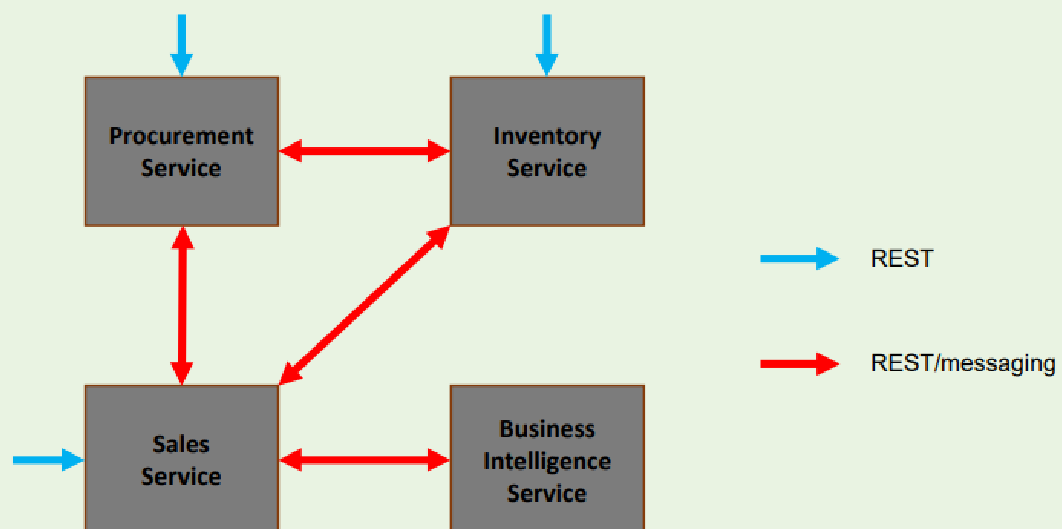 Procurement
Service
Inventory
Service
REST
REST/messaging
Sales
Service
Business
Intelligence
Service